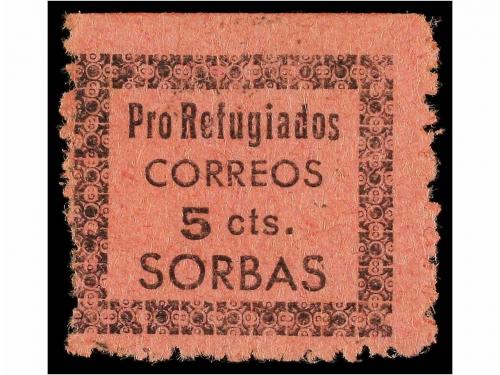 Pro Refugiados
CORREOS
5 cts.
SORBAS